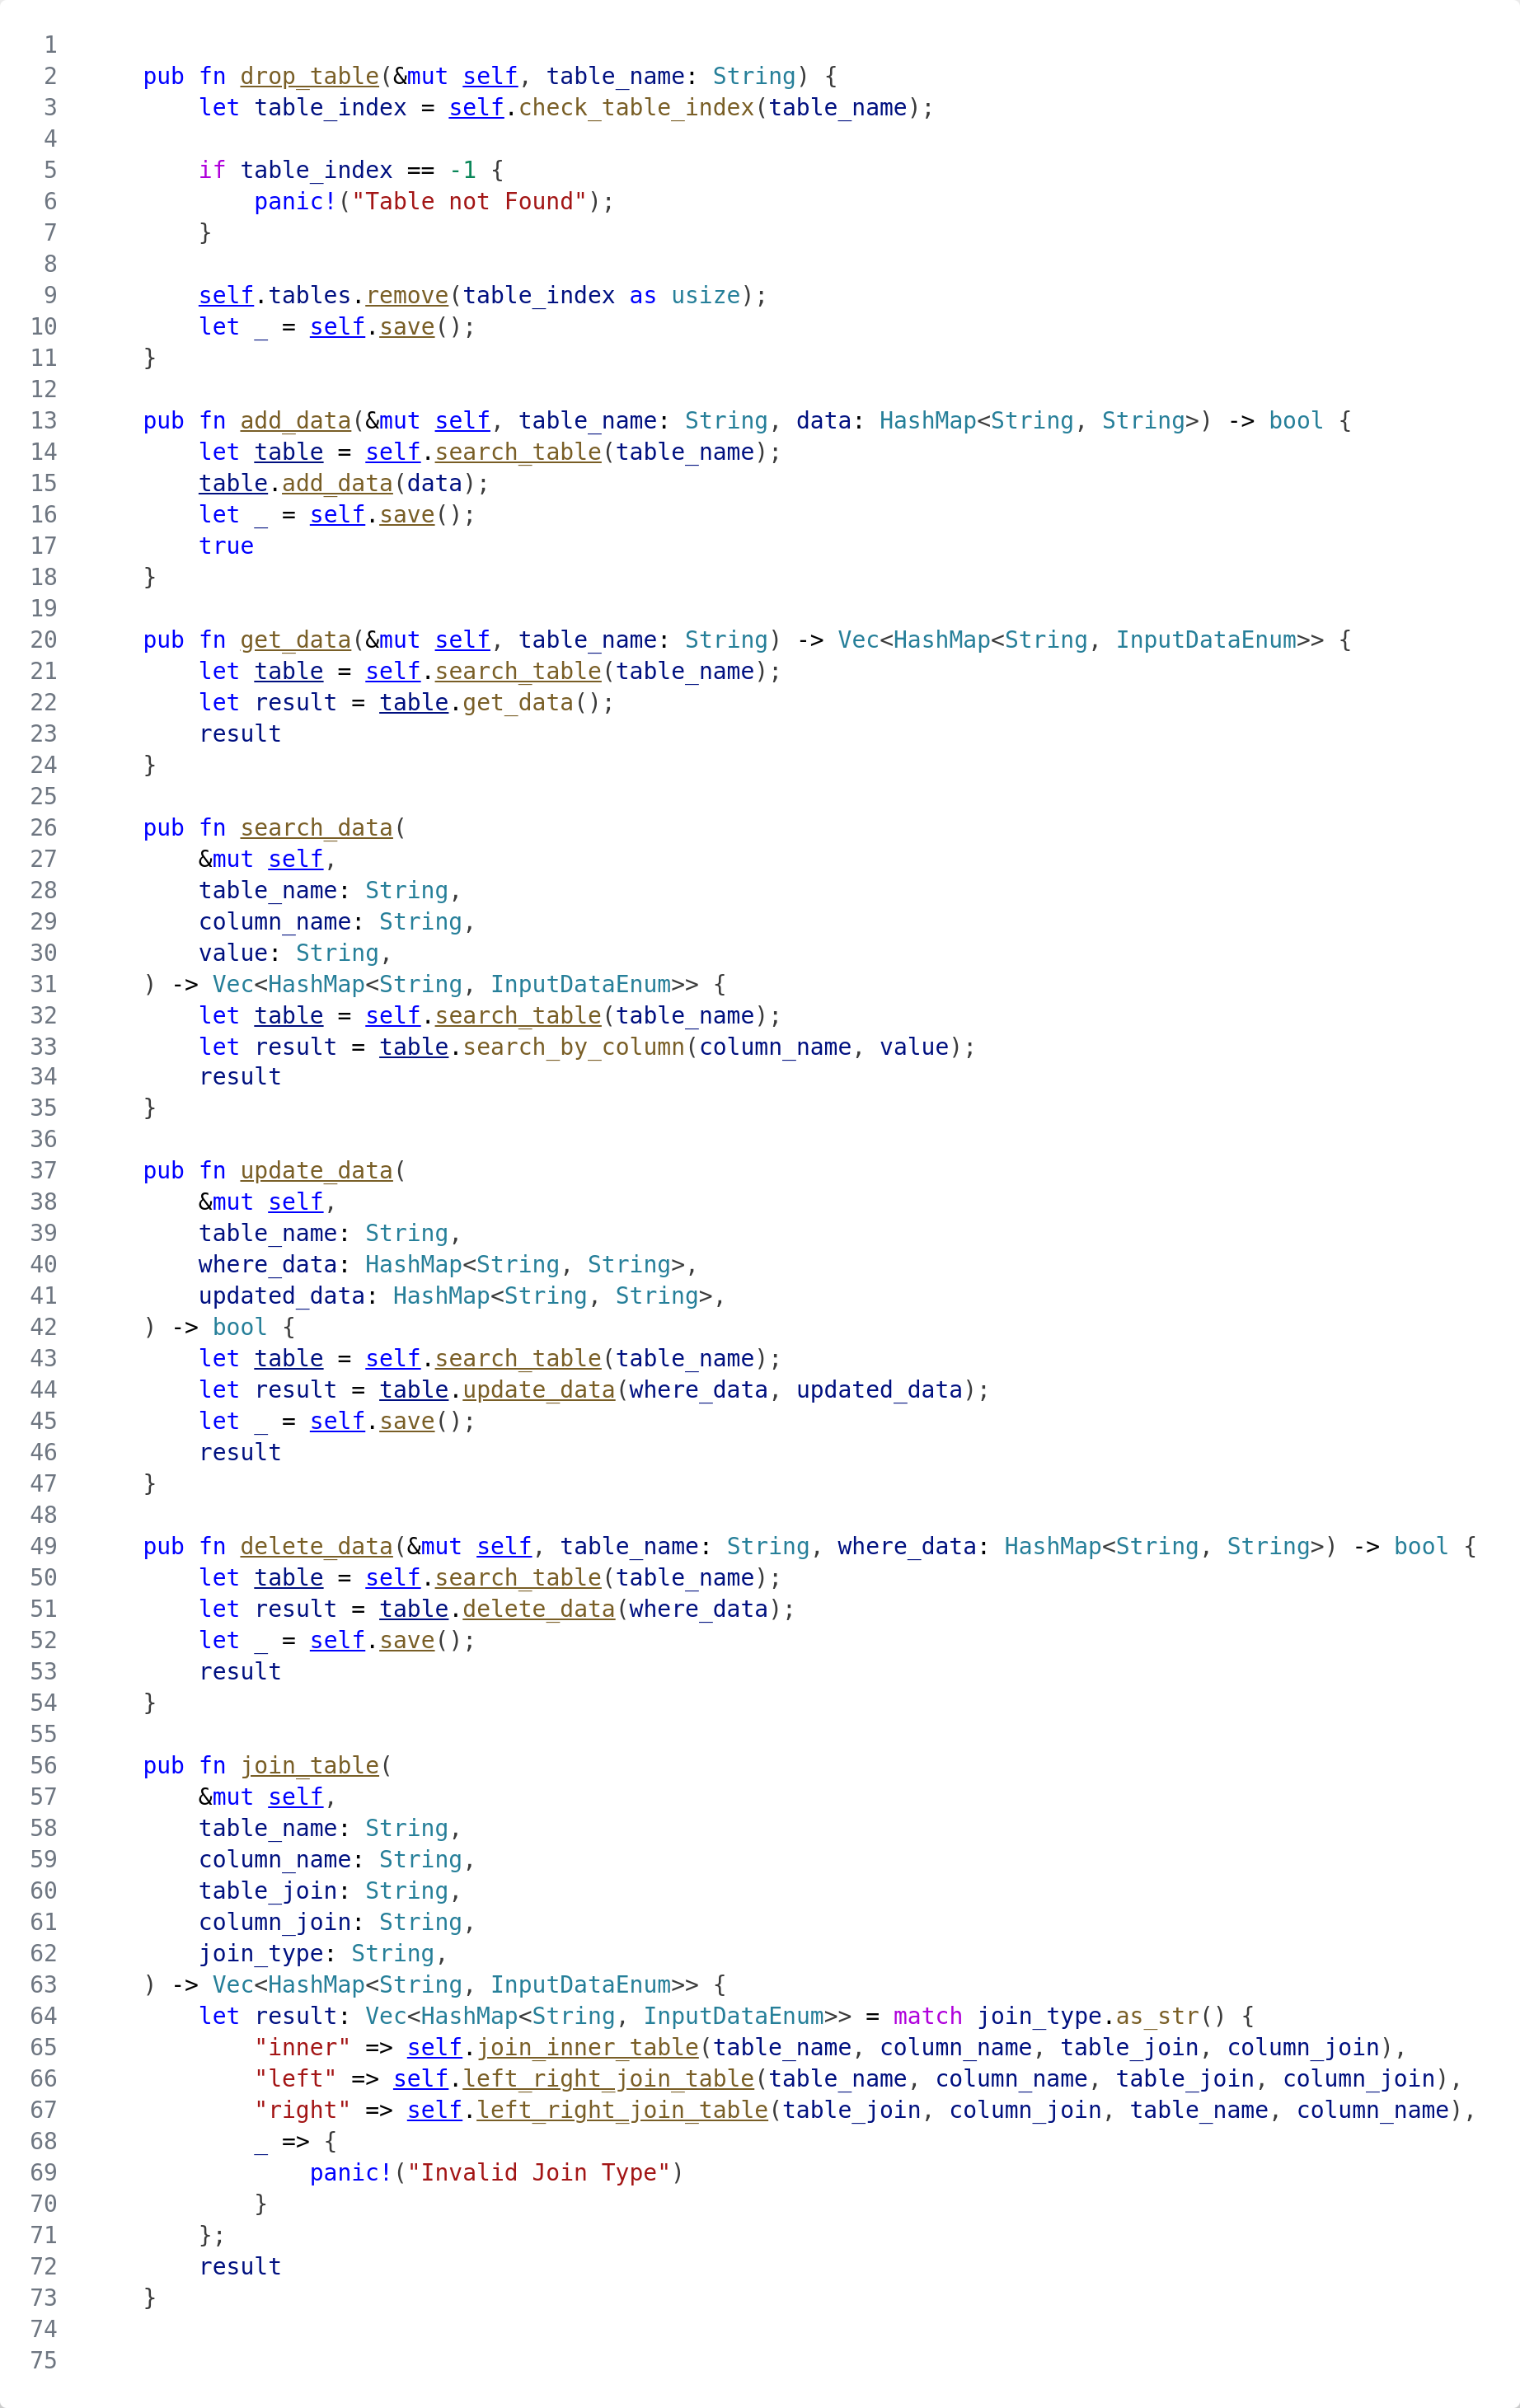 1
2 pub fn drop_table(&mut self, table_name: String) {
3 let table_index = self.check_table_index(table_name);
4
5 if table_index == -1 {
6 panic!("Table not Found");
7 }
8
9 self.tables.remove(table_index as usize);
10 let _ = self.save();
11 }
12
13 pub fn add_data(&mut self, table_name: String, data: HashMap<String, String>) -> bool {
14 let table = self.search_table(table_name);
15 table.add_data(data);
16 let _ = self.save();
17 true
18 }
19
20 pub fn get_data(&mut self, table_name: String) -> Vec<HashMap<String, InputDataEnum>> {
21 let table = self.search_table(table_name);
22 let result = table.get_data();
23 result
24 }
25
26 pub fn search_data(
27 &mut self,
28 table_name: String,
29 column_name: String,
30 value: String,
31 ) -> Vec<HashMap<String, InputDataEnum>> {
32 let table = self.search_table(table_name);
33 let result = table.search_by_column(column_name, value);
34 result
35 }
36
37 pub fn update_data(
38 &mut self,
39 table_name: String,
40 where_data: HashMap<String, String>,
41 updated_data: HashMap<String, String>,
42 ) -> bool {
43 let table = self.search_table(table_name);
44 let result = table.update_data(where_data, updated_data);
45 let _ = self.save();
46 result
47 }
48
49 pub fn delete_data(&mut self, table_name: String, where_data: HashMap<String, String>) -> bool {
50 let table = self.search_table(table_name);
51 let result = table.delete_data(where_data);
52 let _ = self.save();
53 result
54 }
55
56 pub fn join_table(
57 &mut self,
58 table_name: String,
59 column_name: String,
60 table_join: String,
61 column_join: String,
62 join_type: String,
63 ) -> Vec<HashMap<String, InputDataEnum>> {
64 let result: Vec<HashMap<String, InputDataEnum>> = match join_type.as_str() {
65 "inner" => self.join_inner_table(table_name, column_name, table_join, column_join),
66 "left" => self.left_right_join_table(table_name, column_name, table_join, column_join),
67 "right" => self.left_right_join_table(table_join, column_join, table_name, column_name),
68 _ => {
69 panic!("Invalid Join Type")
70 }
71 };
72 result
73 }
74
75